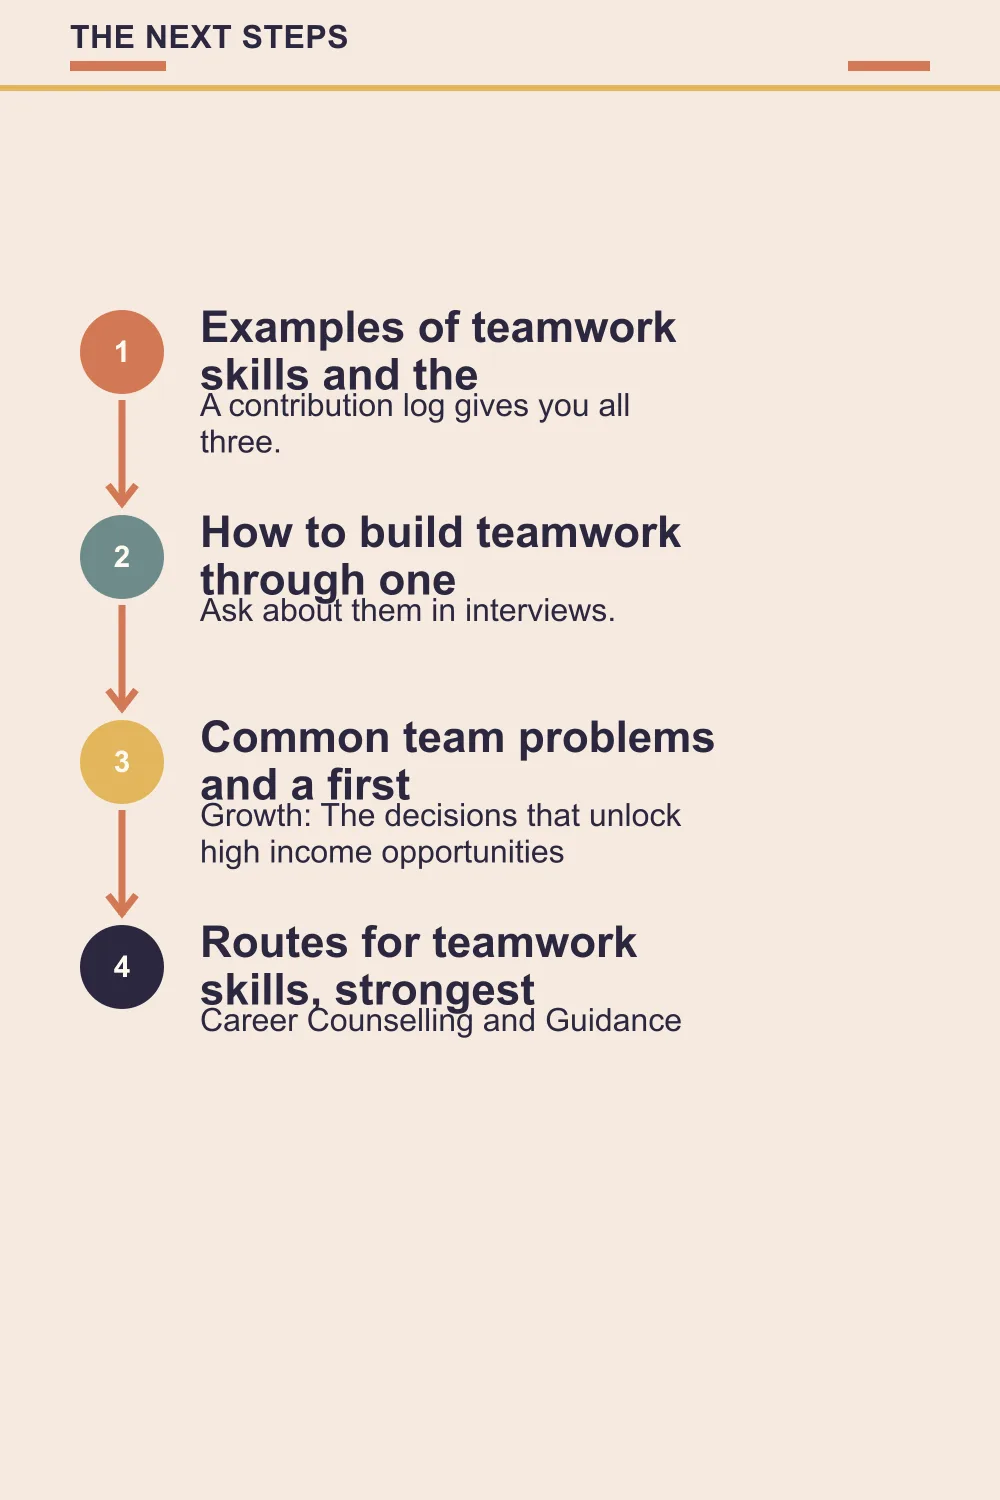 THE NEXT STEPS
1
Examples of teamwork
skills and the
A contribution log gives you all
three.
2
How to build teamwork
through one
Ask about them in interviews.
3
Common team problems
and a first
Growth: The decisions that unlock
high income opportunities
4
Routes for teamwork
skills, strongest
Career Counselling and Guidance